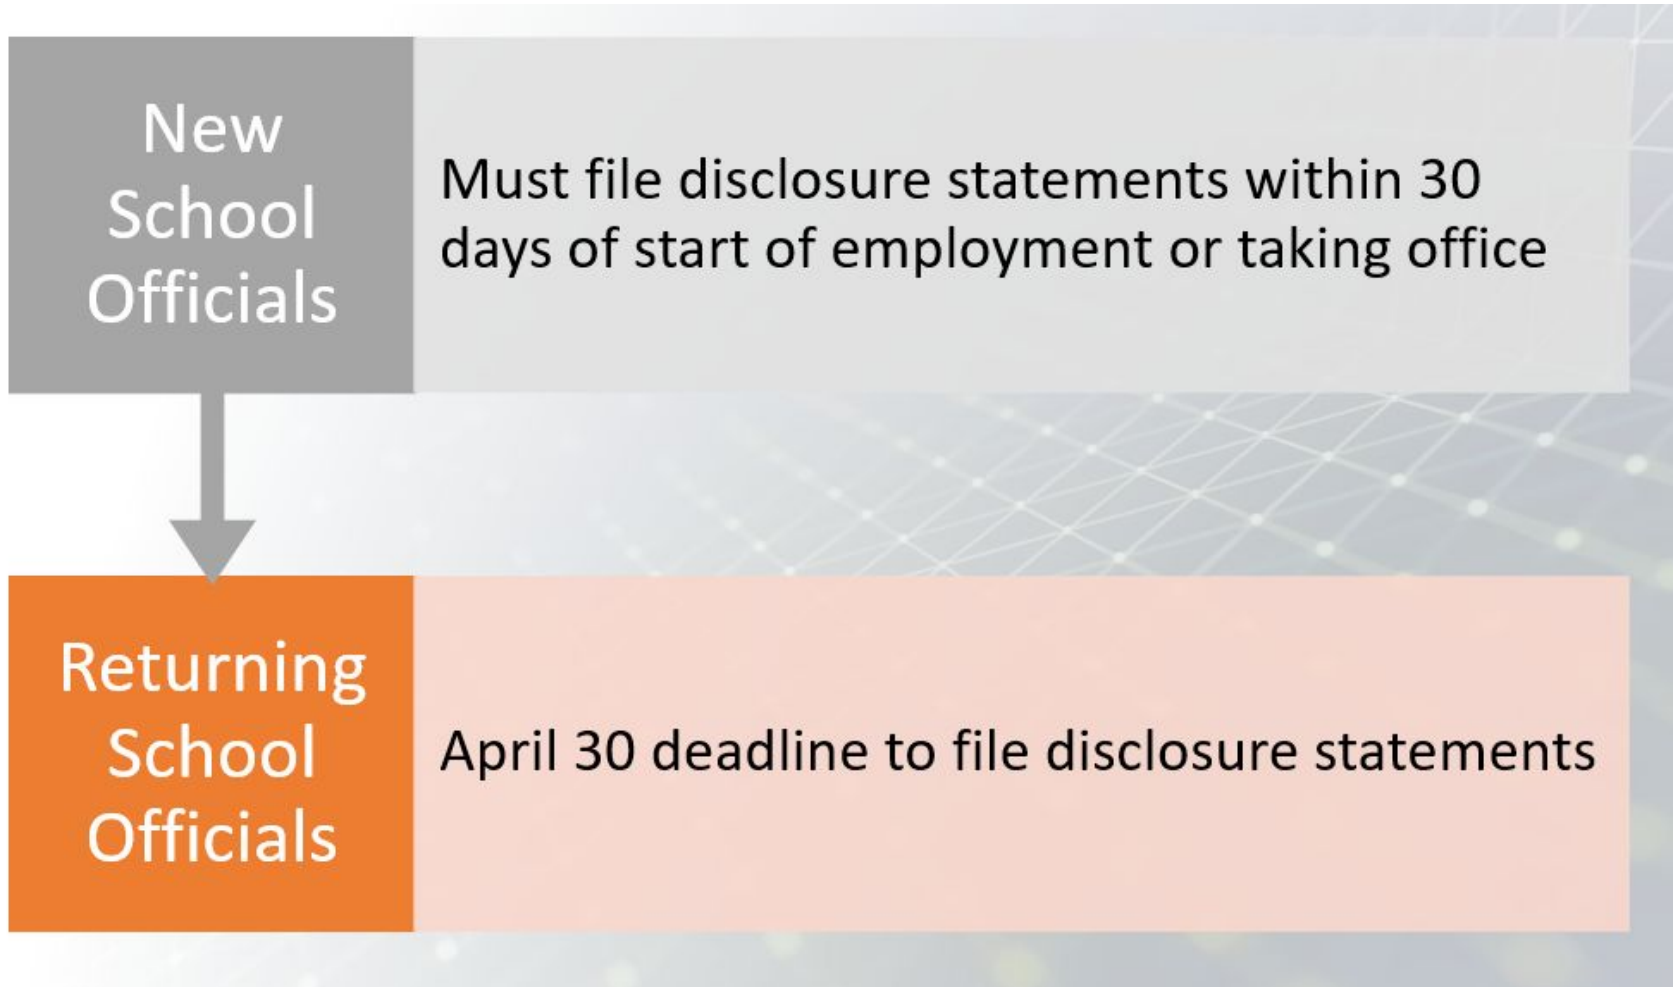 New
School
Officials
Must file disclosure statements within 30
days of start of employment or taking office
Returning
School
Officials
April 30 deadline to file disclosure statements